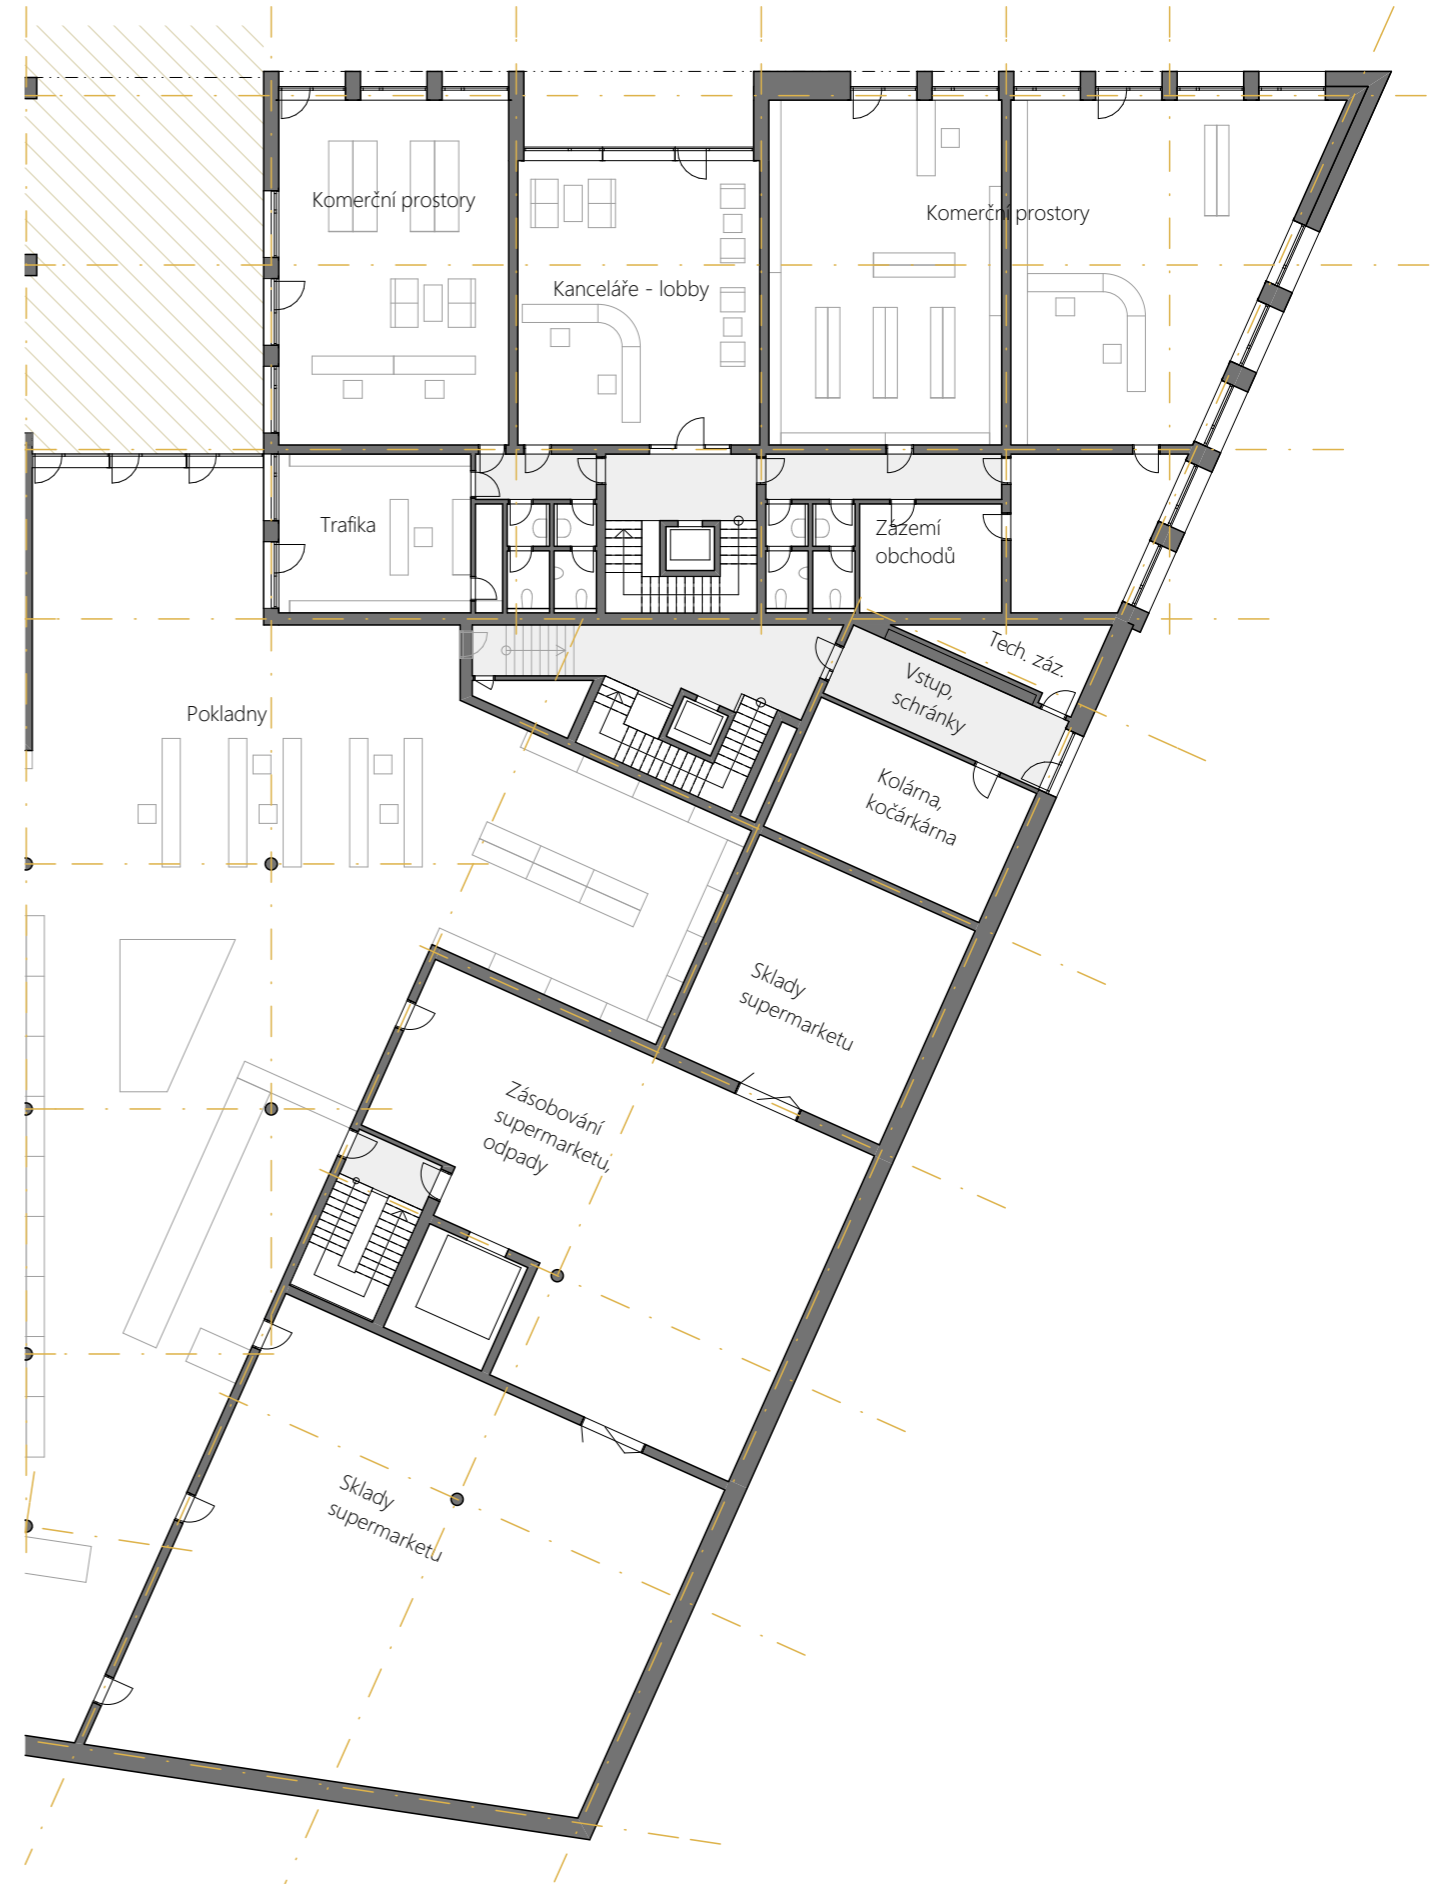 Komerční prostory
Komerční prostory
Kanceláře - lobby
Trafika
Zázemí
obchodů
Tech. záz.
Vstup,
schránky
Pokladny
Kolárna,
kočárkárna
Sklady
supermarketu
Zásobování
supermarketu,
odpady
Sklady
supermarketu